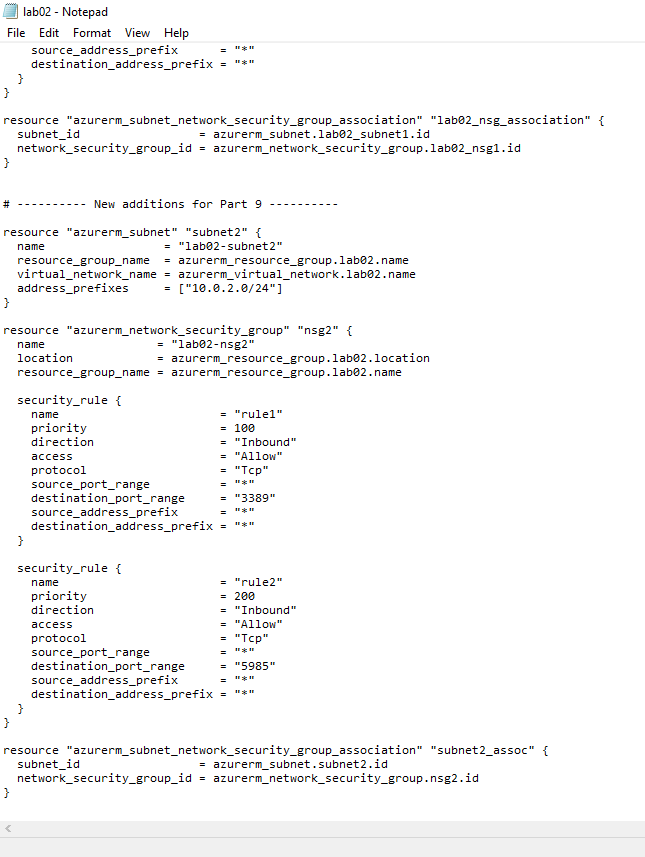 lab02 - Notepad
File Edit Format View Help
    source_address_prefix      = "*"
    destination_address_prefix = "*"
  }
}

resource "azurerm_subnet_network_security_group_association" "lab02_nsg_association" {
  subnet_id                 = azurerm_subnet.lab02_subnet1.id
  network_security_group_id = azurerm_network_security_group.lab02_nsg1.id
}


# ---------- New additions for Part 9 ----------

resource "azurerm_subnet" "subnet2" {
  name                 = "lab02-subnet2"
  resource_group_name  = azurerm_resource_group.lab02.name
  virtual_network_name = azurerm_virtual_network.lab02.name
  address_prefixes     = ["10.0.2.0/24"]
}

resource "azurerm_network_security_group" "nsg2" {
  name                = "lab02-nsg2"
  location            = azurerm_resource_group.lab02.location
  resource_group_name = azurerm_resource_group.lab02.name

  security_rule {
    name                       = "rule1"
    priority                   = 100
    direction                  = "Inbound"
    access                     = "Allow"
    protocol                   = "Tcp"
    source_port_range          = "*"
    destination_port_range     = "3389"
    source_address_prefix      = "*"
    destination_address_prefix = "*"
  }

  security_rule {
    name                       = "rule2"
    priority                   = 200
    direction                  = "Inbound"
    access                     = "Allow"
    protocol                   = "Tcp"
    source_port_range          = "*"
    destination_port_range     = "5985"
    source_address_prefix      = "*"
    destination_address_prefix = "*"
  }
}

resource "azurerm_subnet_network_security_group_association" "subnet2_assoc" {
  subnet_id                 = azurerm_subnet.subnet2.id
  network_security_group_id = azurerm_network_security_group.nsg2.id
}